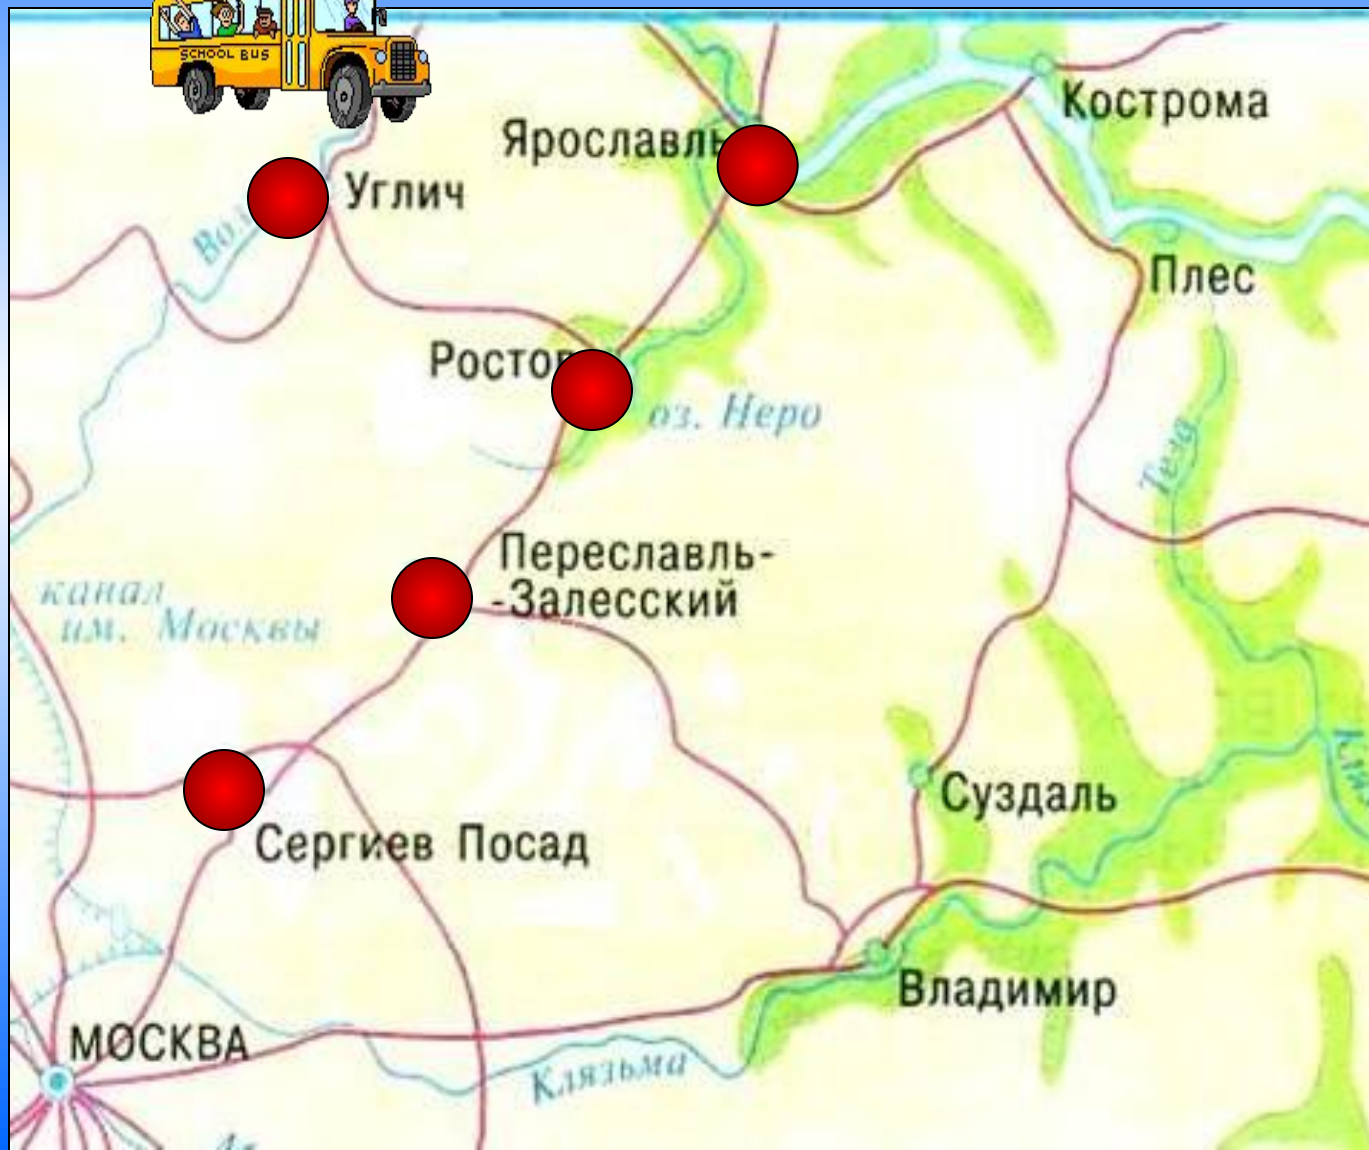 SCHOOL BUS
Кострома
Ярославль
Углич
Плес
Ростов
оз. Неро
Теза
Переславль-
-Залесский
канал
им. Москвы
Суздаль
Сергиев Посад
Владимир
МОСКВА
Клязьма